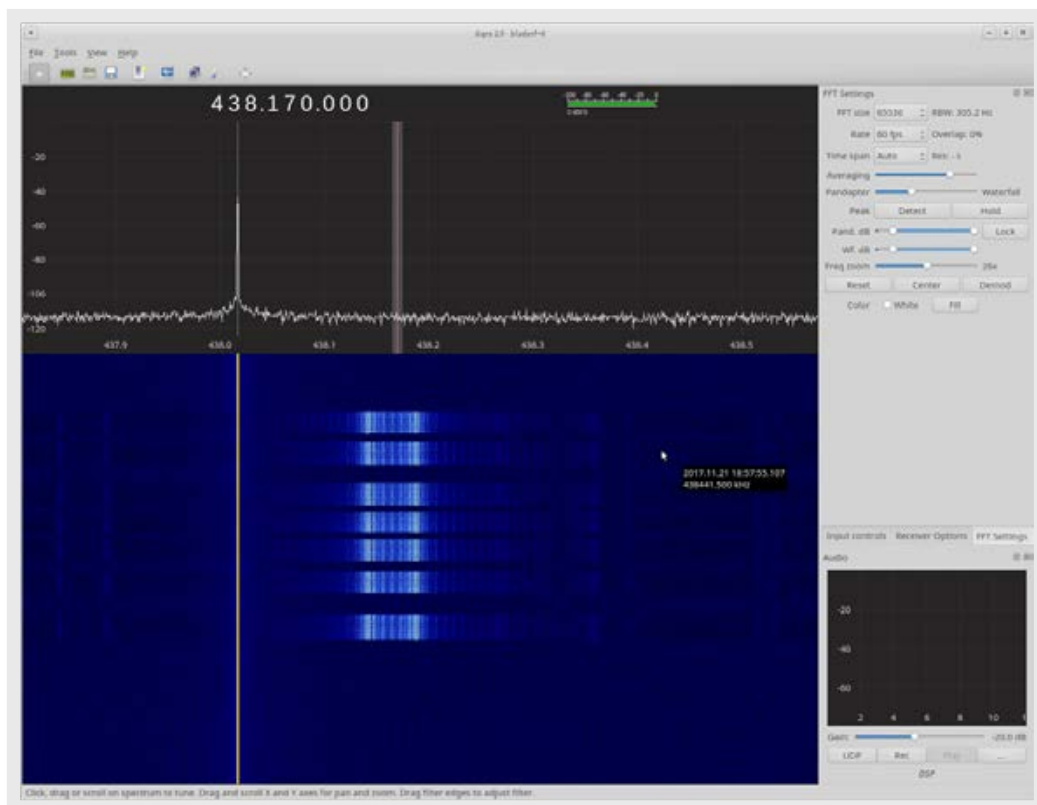 File Tools View Help
438.170.000
-20
-40
-60
-80
-100
-120
437.9 438.0 438.1 438.2 438.3 438.4 438.5
2017.11.21 18:57:55.107
438441.500 kHz
FFT Settings
FFT size 65536 RBW: 305.2 Hz
Rate 60 fps Overlap: 0%
Time span Auto Res: - s
Averaging
Pandapter Waterfall
Peak Detect Hold
Pand. dB Lock
Wf. dB
Freq zoom
Reset Center Demod
Color White Fill
Input controls Receiver Options FFT Settings
Audio
-20
-40
-60
2 4 6 8 10
Gain: -20.0 dB
UDP Rec Play ...
DSP
Click, drag or scroll on spectrum to tune. Drag and scroll X and Y axes for pan and zoom. Drag filter edges to adjust filter.